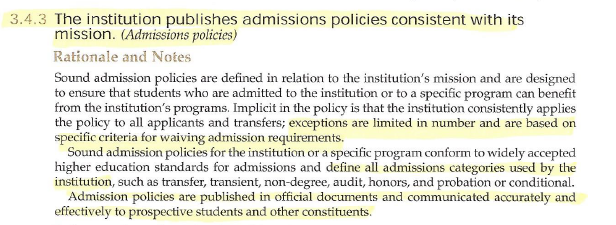 3.4.3 The institution publishes admissions policies consistent with its
mission. (Admissions policies)
Rationale and Notes
Sound admission policies are defined in relation to the institution's mission and are designed
to ensure that students who are admitted to the institution or to a specific program can benefit
from the institution's programs. Implicit in the policy is that the institution consistently applies
the policy to all applicants and transfers; exceptions are limited in number and are based on
specific criteria for waiving admission requirements.
Sound admission policies for the institution or a specific program conform to widely accepted
higher education standards for admissions and define all admissions categories used by the
institution, such as transfer, transient, non-degree, audit, honors, and probation or conditional.
Admission policies are published in official documents and communicated accurately and
effectively to prospective students and other constituents.